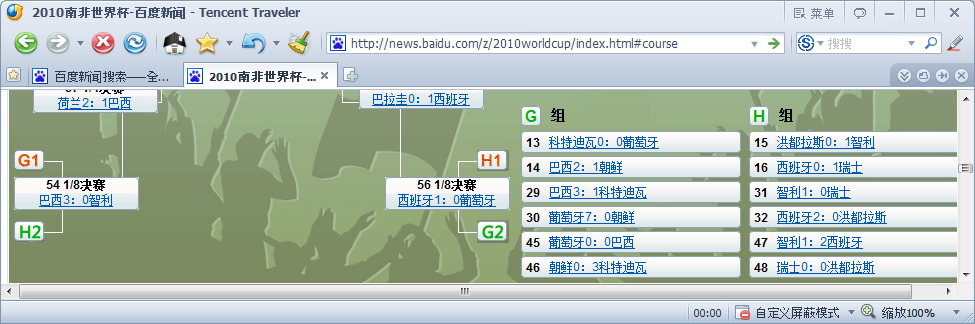 2010南非世界杯-百度新闻 - Tencent Traveler
菜单
http://news.baidu.com/z/2010worldcup/index.html#course
搜搜
百度新闻搜索——全...
2010南非世界杯-...
荷兰2：1巴西
巴拉圭0：1西班牙
G1
54 1/8决赛
巴西3：0智利
H2
H1
56 1/8决赛
西班牙1：0葡萄牙
G2
G 组
13 科特迪瓦0：0葡萄牙
14 巴西2：1朝鲜
29 巴西3：1科特迪瓦
30 葡萄牙7：0朝鲜
45 葡萄牙0：0巴西
46 朝鲜0：3科特迪瓦
H 组
15 洪都拉斯0：1智利
16 西班牙0：1瑞士
31 智利1：0瑞士
32 西班牙2：0洪都拉斯
47 智利1：2西班牙
48 瑞士0：0洪都拉斯
00:00
自定义屏蔽模式
缩放100%